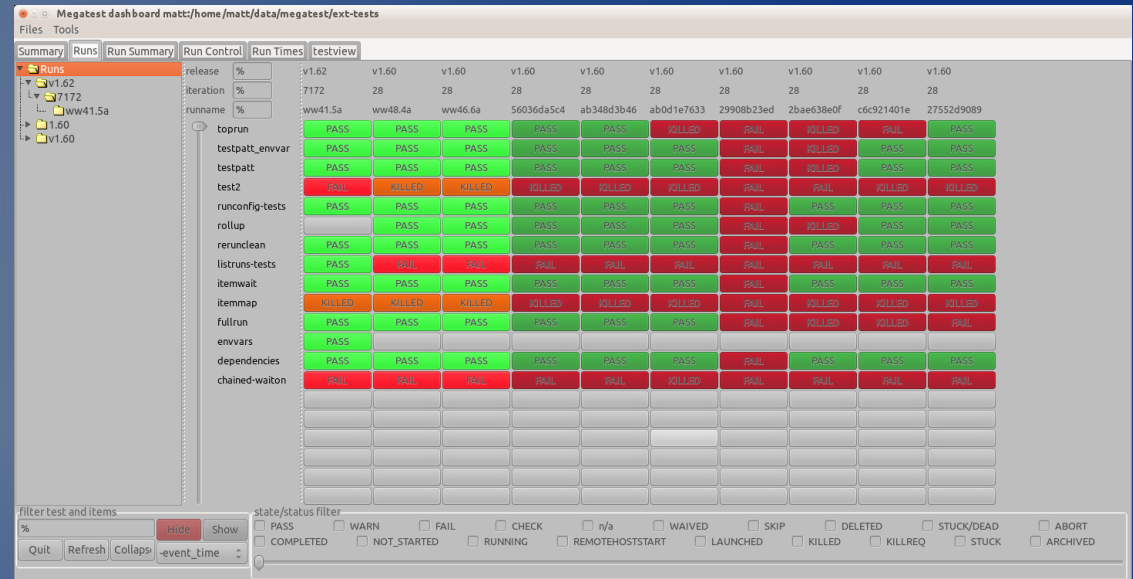 Megatest dashboard matt:/home/matt/data/megatest/ext-tests
Files Tools
Summary Runs Run Summary Run Control Run Times testview
Runs
v1.62
7172
ww41.5a
1.60
v1.60
release % v1.62 v1.60 v1.60 v1.60 v1.60 v1.60 v1.60 v1.60 v1.60 v1.60
iteration % 7172 28 28 28 28 28 28 28 28 28
runname % ww41.5a ww48.4a ww46.6a 56036da5c4 ab348d3b46 ab0d1e7633 29908b23ed 2bae638e0f c6c921401e 27552d9089
toprun PASS PASS PASS PASS PASS KILLED FAIL KILLED FAIL PASS
testpatt_envvar PASS PASS PASS PASS PASS PASS FAIL KILLED PASS PASS
testpatt PASS PASS PASS PASS PASS PASS FAIL KILLED PASS PASS
test2 FAIL KILLED KILLED KILLED KILLED KILLED FAIL FAIL KILLED KILLED
runconfig-tests PASS PASS PASS PASS PASS PASS FAIL PASS PASS PASS
rollup PASS PASS PASS PASS PASS FAIL KILLED PASS PASS
rerunclean PASS PASS PASS PASS PASS PASS FAIL PASS PASS PASS
listruns-tests PASS FAIL FAIL FAIL FAIL FAIL FAIL FAIL FAIL FAIL
itemwait PASS PASS PASS PASS PASS PASS FAIL PASS PASS PASS
itemmap KILLED KILLED KILLED KILLED KILLED KILLED FAIL KILLED KILLED KILLED
fullrun PASS PASS PASS PASS PASS PASS FAIL KILLED KILLED FAIL
envvars PASS
dependencies PASS PASS PASS PASS PASS PASS FAIL PASS PASS PASS
chained-waiton FAIL FAIL FAIL FAIL FAIL KILLED FAIL FAIL FAIL FAIL
filter test and items
% Hide Show
Quit Refresh Collaps -event_time
state/status filter
PASS WARN FAIL CHECK n/a WAIVED SKIP DELETED STUCK/DEAD ABORT
COMPLETED NOT_STARTED RUNNING REMOTEHOSTSTART LAUNCHED KILLED KILLREQ STUCK ARCHIVED